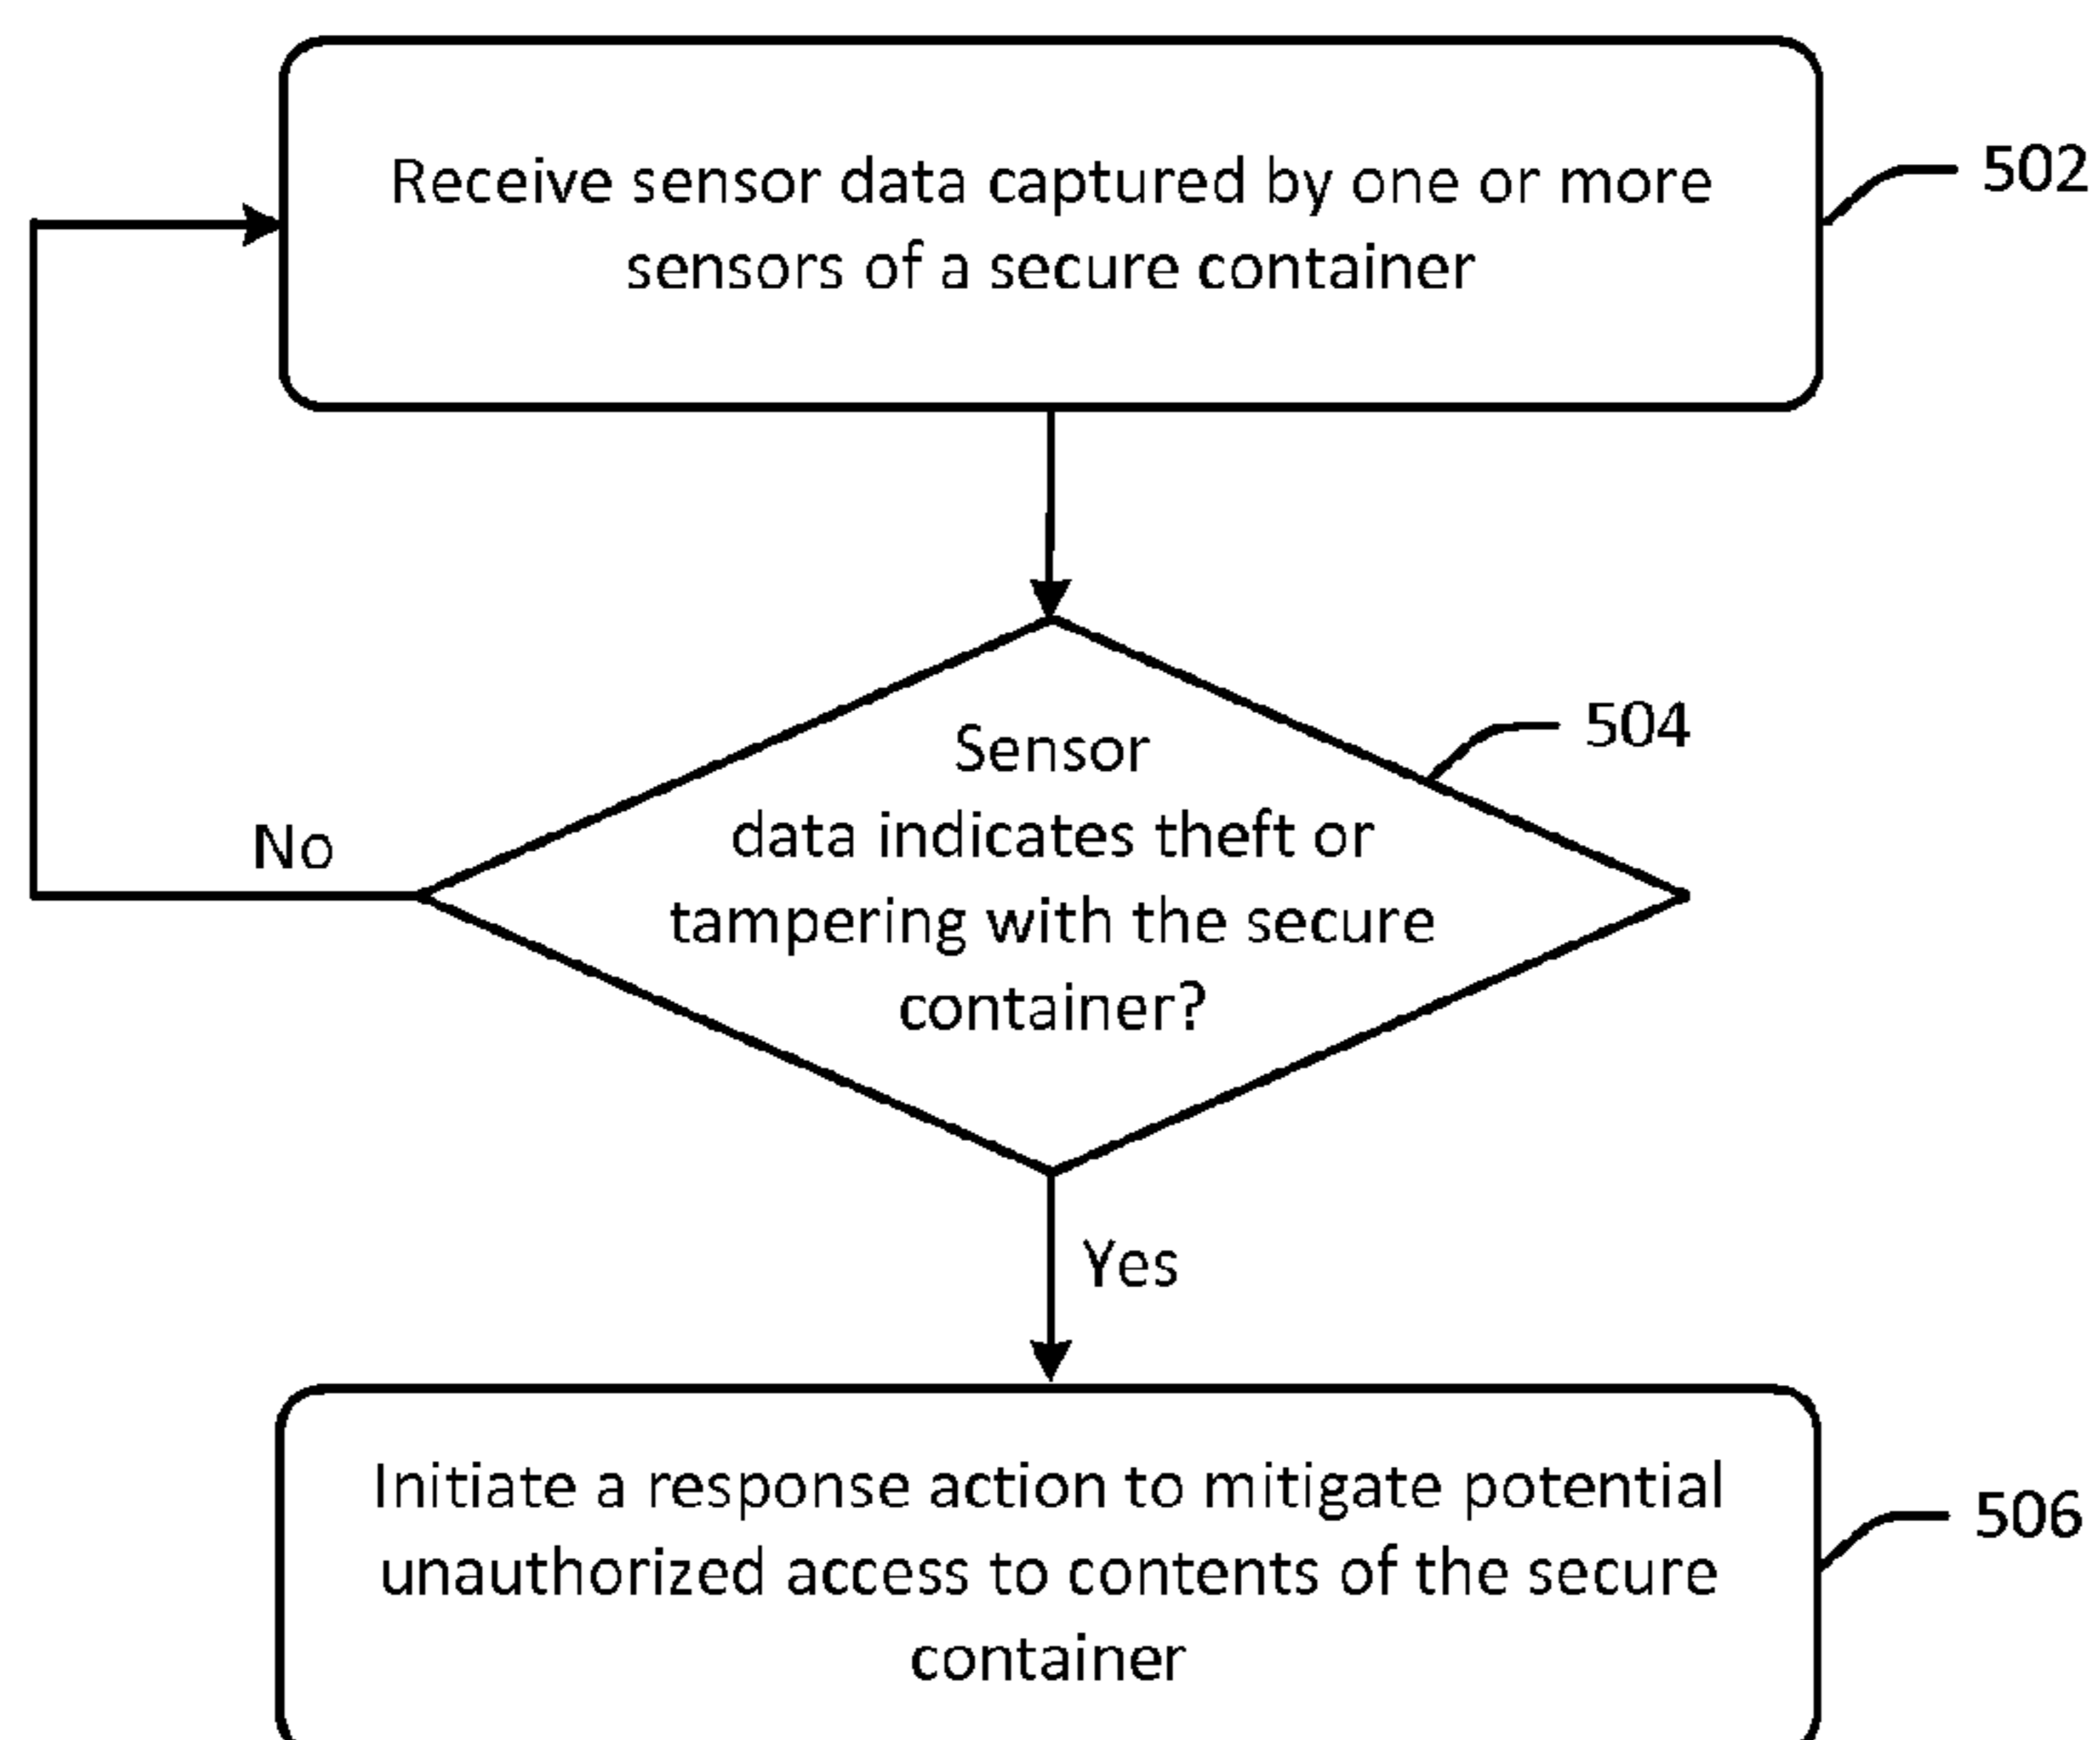 Receive sensor data captured by one or more
sensors of a secure container
502
Sensor
data indicates theft or
tampering with the secure
container?
504
No
Yes
Initiate a response action to mitigate potential
unauthorized access to contents of the secure
container
506